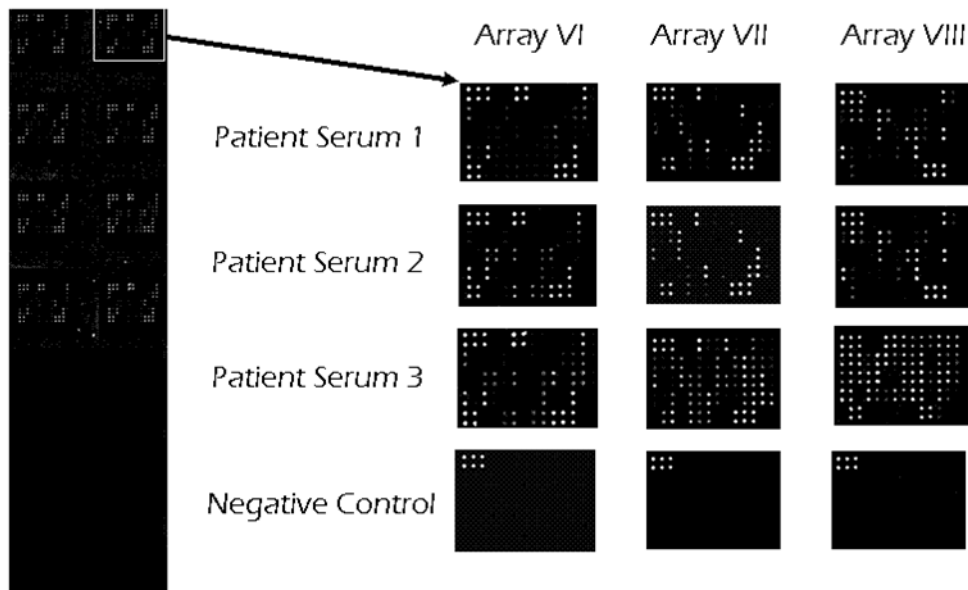 Array VI
Array VII
Array VIII
Patient Serum 1
Patient Serum 2
Patient Serum 3
Negative Control